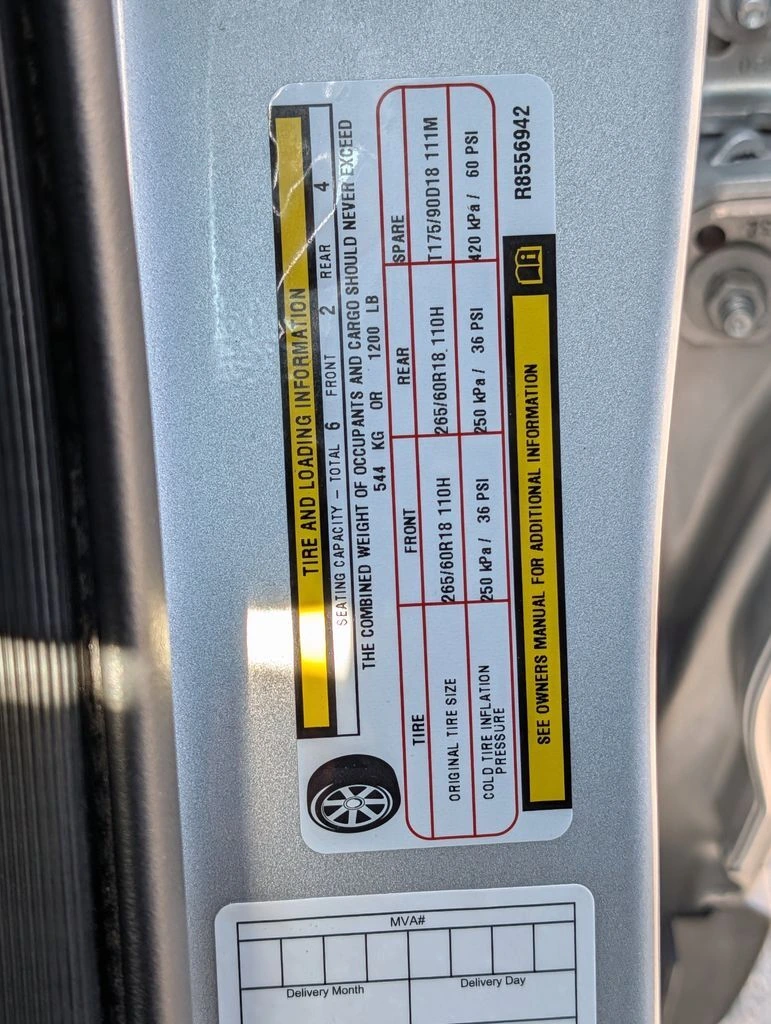 TIRE AND LOADING INFORMATION
SEATING CAPACITY – TOTAL 6 FRONT 2 REAR 4
THE COMBINED WEIGHT OF OCCUPANTS AND CARGO SHOULD NEVER EXCEED
544 KG OR 1200 LB
TIRE FRONT REAR SPARE
ORIGINAL TIRE SIZE 265/60R18 110H 265/60R18 110H T175/90D18 111M
COLD TIRE INFLATION PRESSURE 250 kPa / 36 PSI 250 kPa / 36 PSI 420 kPa / 60 PSI
SEE OWNERS MANUAL FOR ADDITIONAL INFORMATION
R8556942
MVA#
Delivery Month Delivery Day